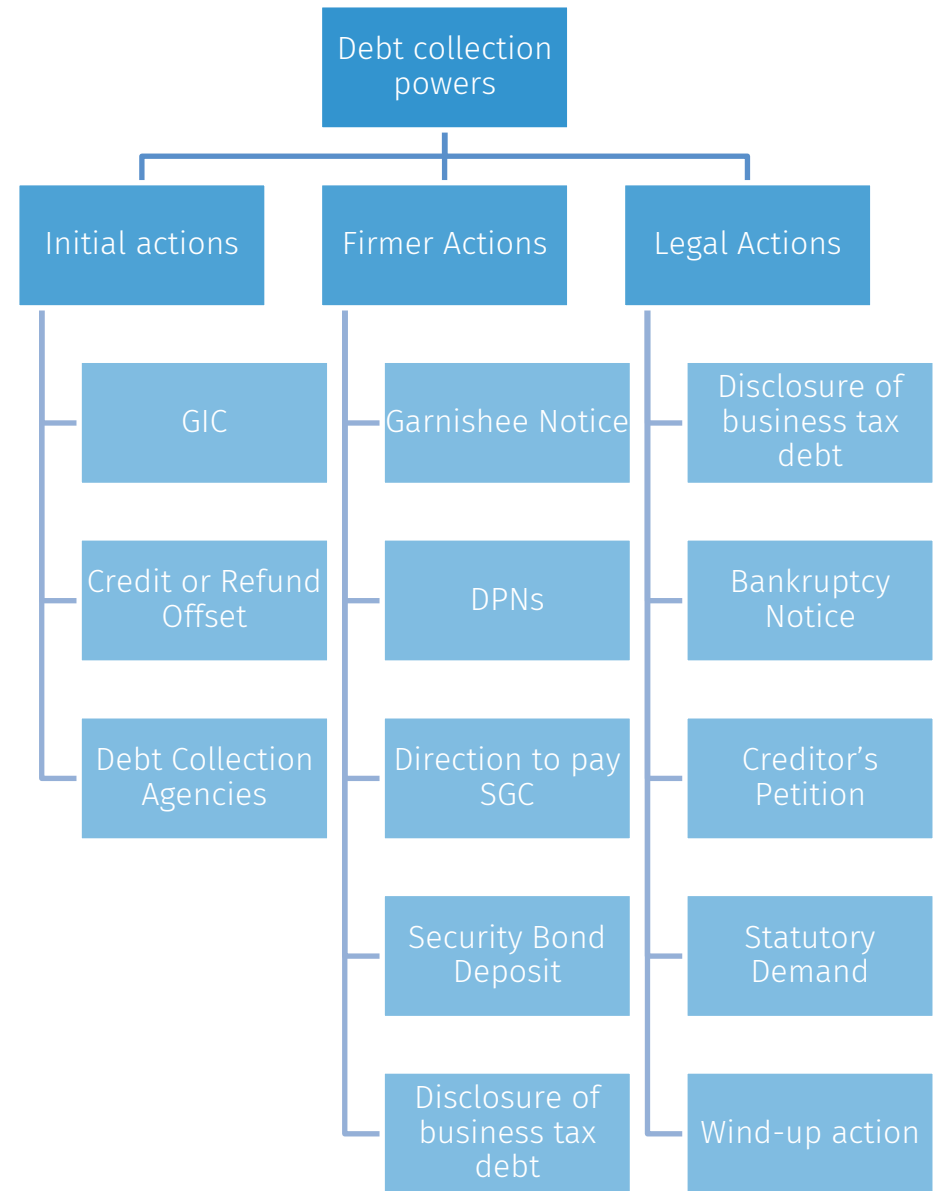 Debt collection
powers
Initial actions
Firmer Actions
Legal Actions
GIC
Garnishee Notice
Disclosure of
business tax
debt
Credit or Refund
Offset
DPNs
Bankruptcy
Notice
Debt Collection
Agencies
Direction to pay
SGC
Creditor’s
Petition
Security Bond
Deposit
Statutory
Demand
Disclosure of
business tax
debt
Wind-up action